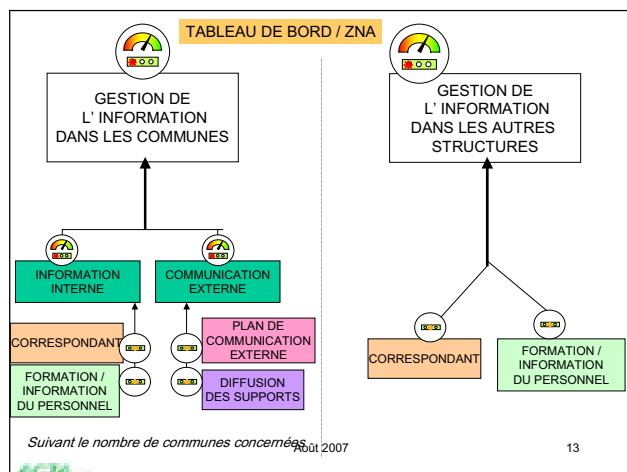 TABLEAU DE BORD / ZNA
GESTION DE
L' INFORMATION
DANS LES COMMUNES
GESTION DE
L' INFORMATION
DANS LES AUTRES
STRUCTURES
INFORMATION
INTERNE
COMMUNICATION
EXTERNE
CORRESPONDANT
FORMATION /
INFORMATION
DU PERSONNEL
PLAN DE
COMMUNICATION
EXTERNE
DIFFUSION
DES SUPPORTS
CORRESPONDANT
FORMATION /
INFORMATION
DU PERSONNEL
Suivant le nombre de communes concernées
Août 2007
13